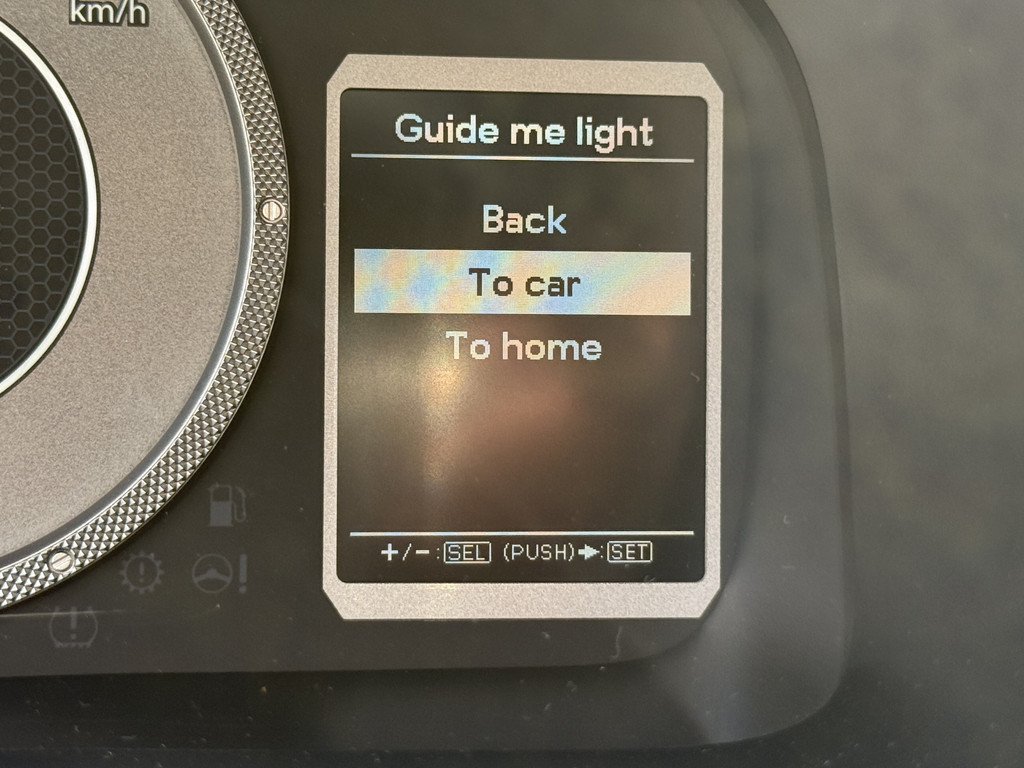 km/h
Guide me light
Back
To car
To home
+/-:SEL (PUSH)➡:SET